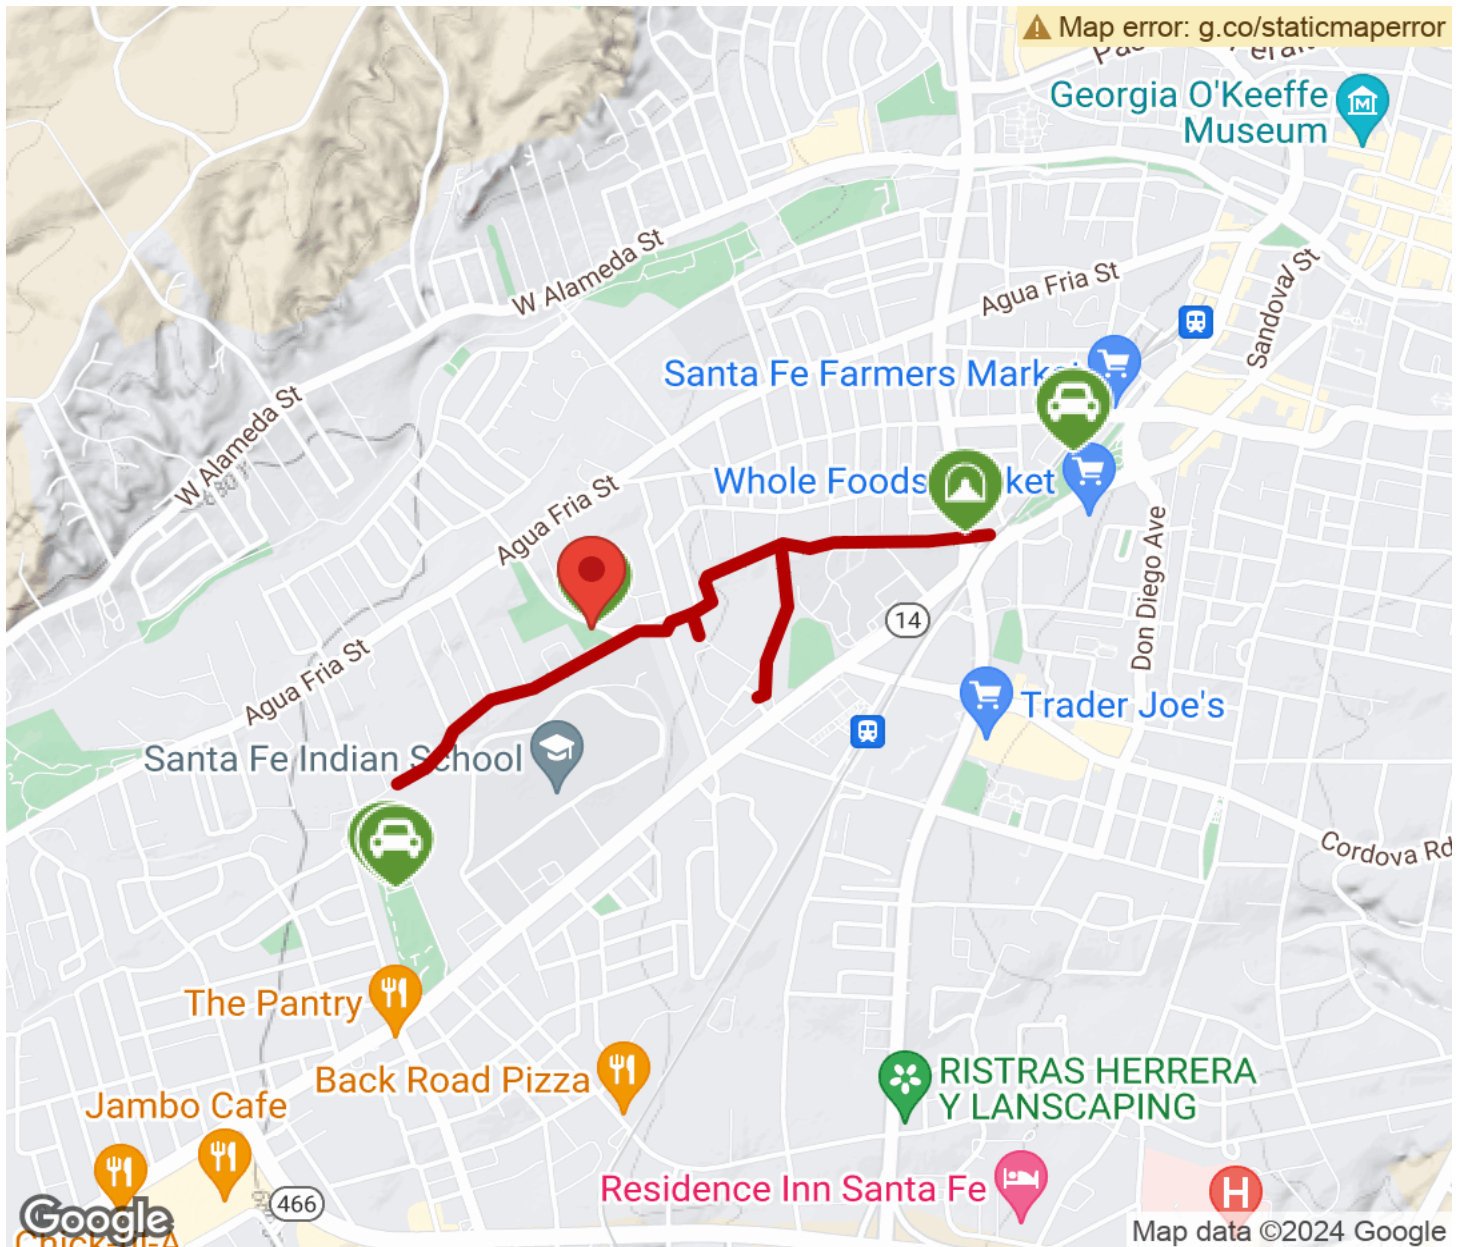 Map error: g.co/staticmaperror
Georgia O'Keeffe
Museum
W Alameda St
Agua Fria St
Sandoval St
Santa Fe Farmers
W Alameda St
Whole Foods
ket
Agua Fria St
Don Diego Ave
14
Agua Fria St
Trader Joe's
Santa Fe Indian School
Cordova Rd
The Pantry
Back Road Pizza
RISTRAS HERRERA
Y LANSCAPING
Jambo Cafe
Residence Inn Santa Fe
H
466
Google
Map data ©2024 Google